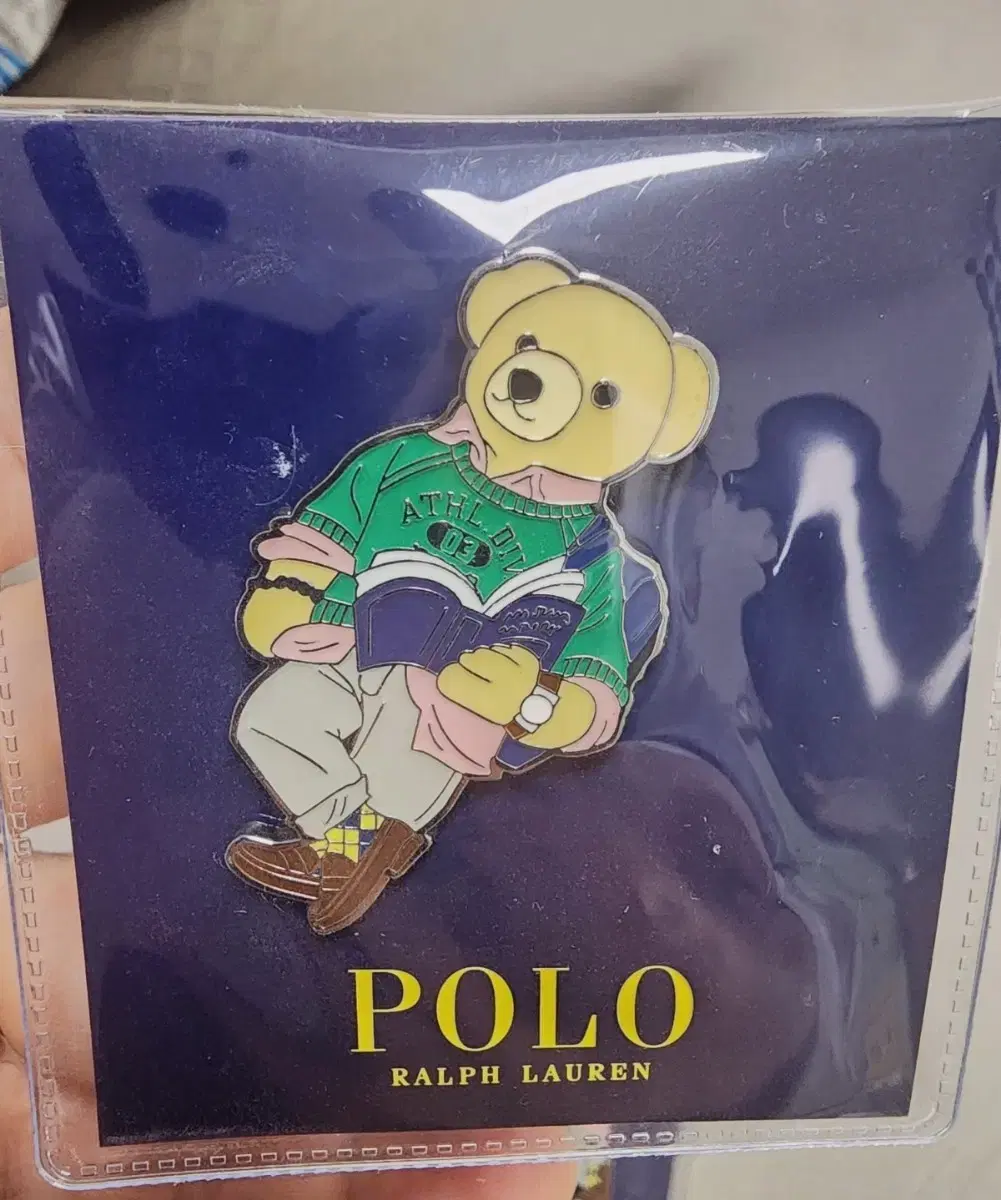 ATHL. DIV
03
POLO
RALPH LAUREN